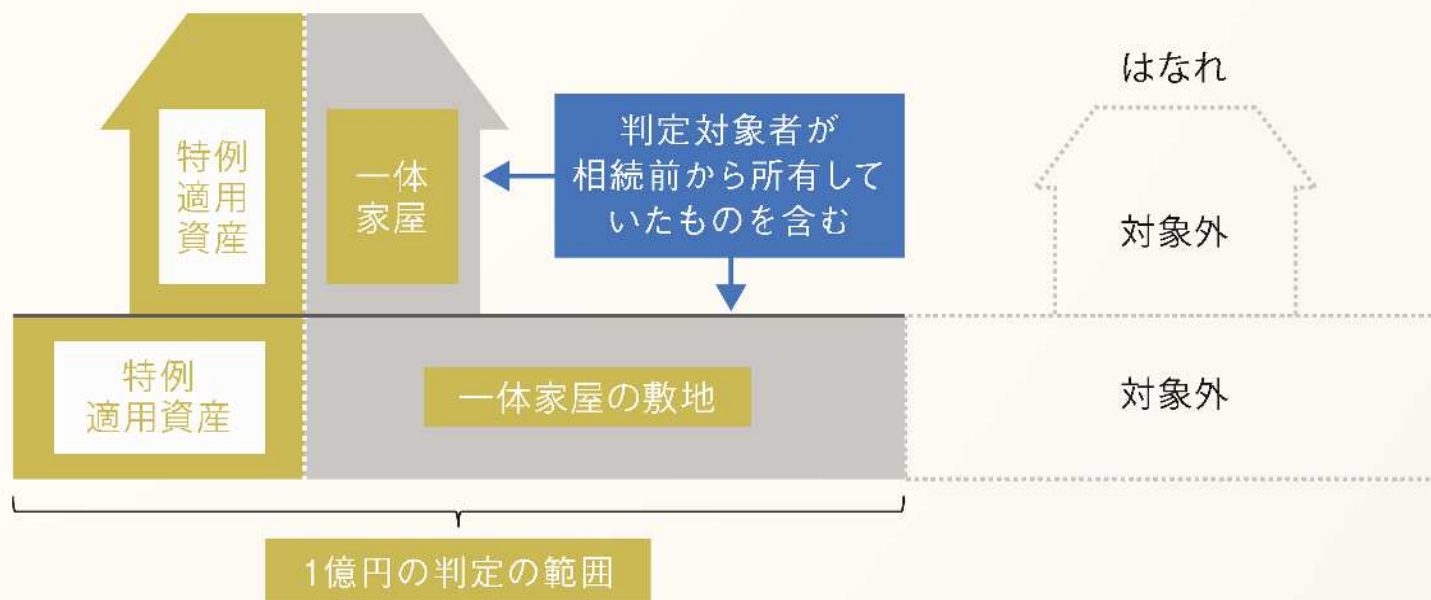 特例
適用
資産
一体
家屋
判定対象者が
相続前から所有して
いたものを含む
はなれ
対象外
特例
適用資産
一体家屋の敷地
対象外
1億円の判定の範囲